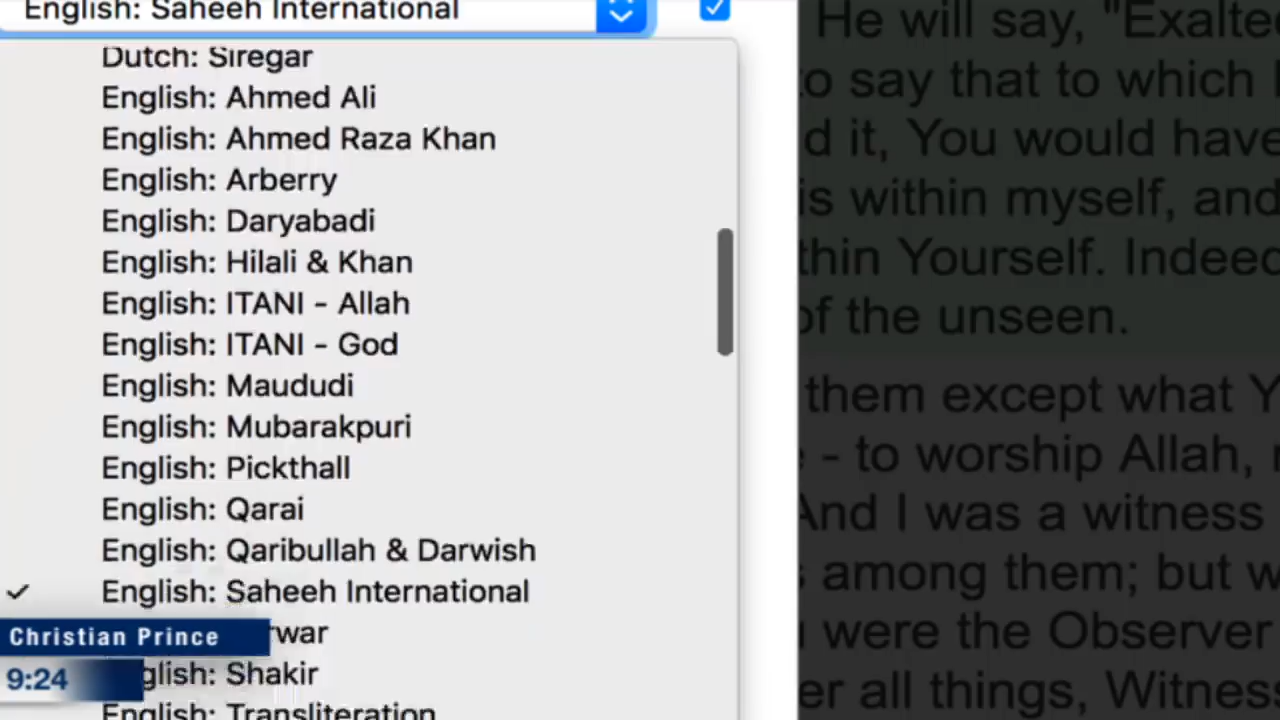 English: Saheeh International
Dutch: Siregar
English: Ahmed Ali
English: Ahmed Raza Khan
English: Arberry
English: Daryabadi
English: Hilali & Khan
English: ITANI - Allah
English: ITANI - God
English: Maududi
English: Mubarakpuri
English: Pickthall
English: Qarai
English: Qaribullah & Darwish
✓ English: Saheeh International
rwar
glish: Shakir
English: Transliteration
Christian Prince
9:24
He will say, "Exalte
to say that to which
d it, You would have
is within myself, and
thin Yourself. Indeed
of the unseen.
them except what Y
- to worship Allah,
And I was a witness
among them; but w
were the Observer
er all things, Witness